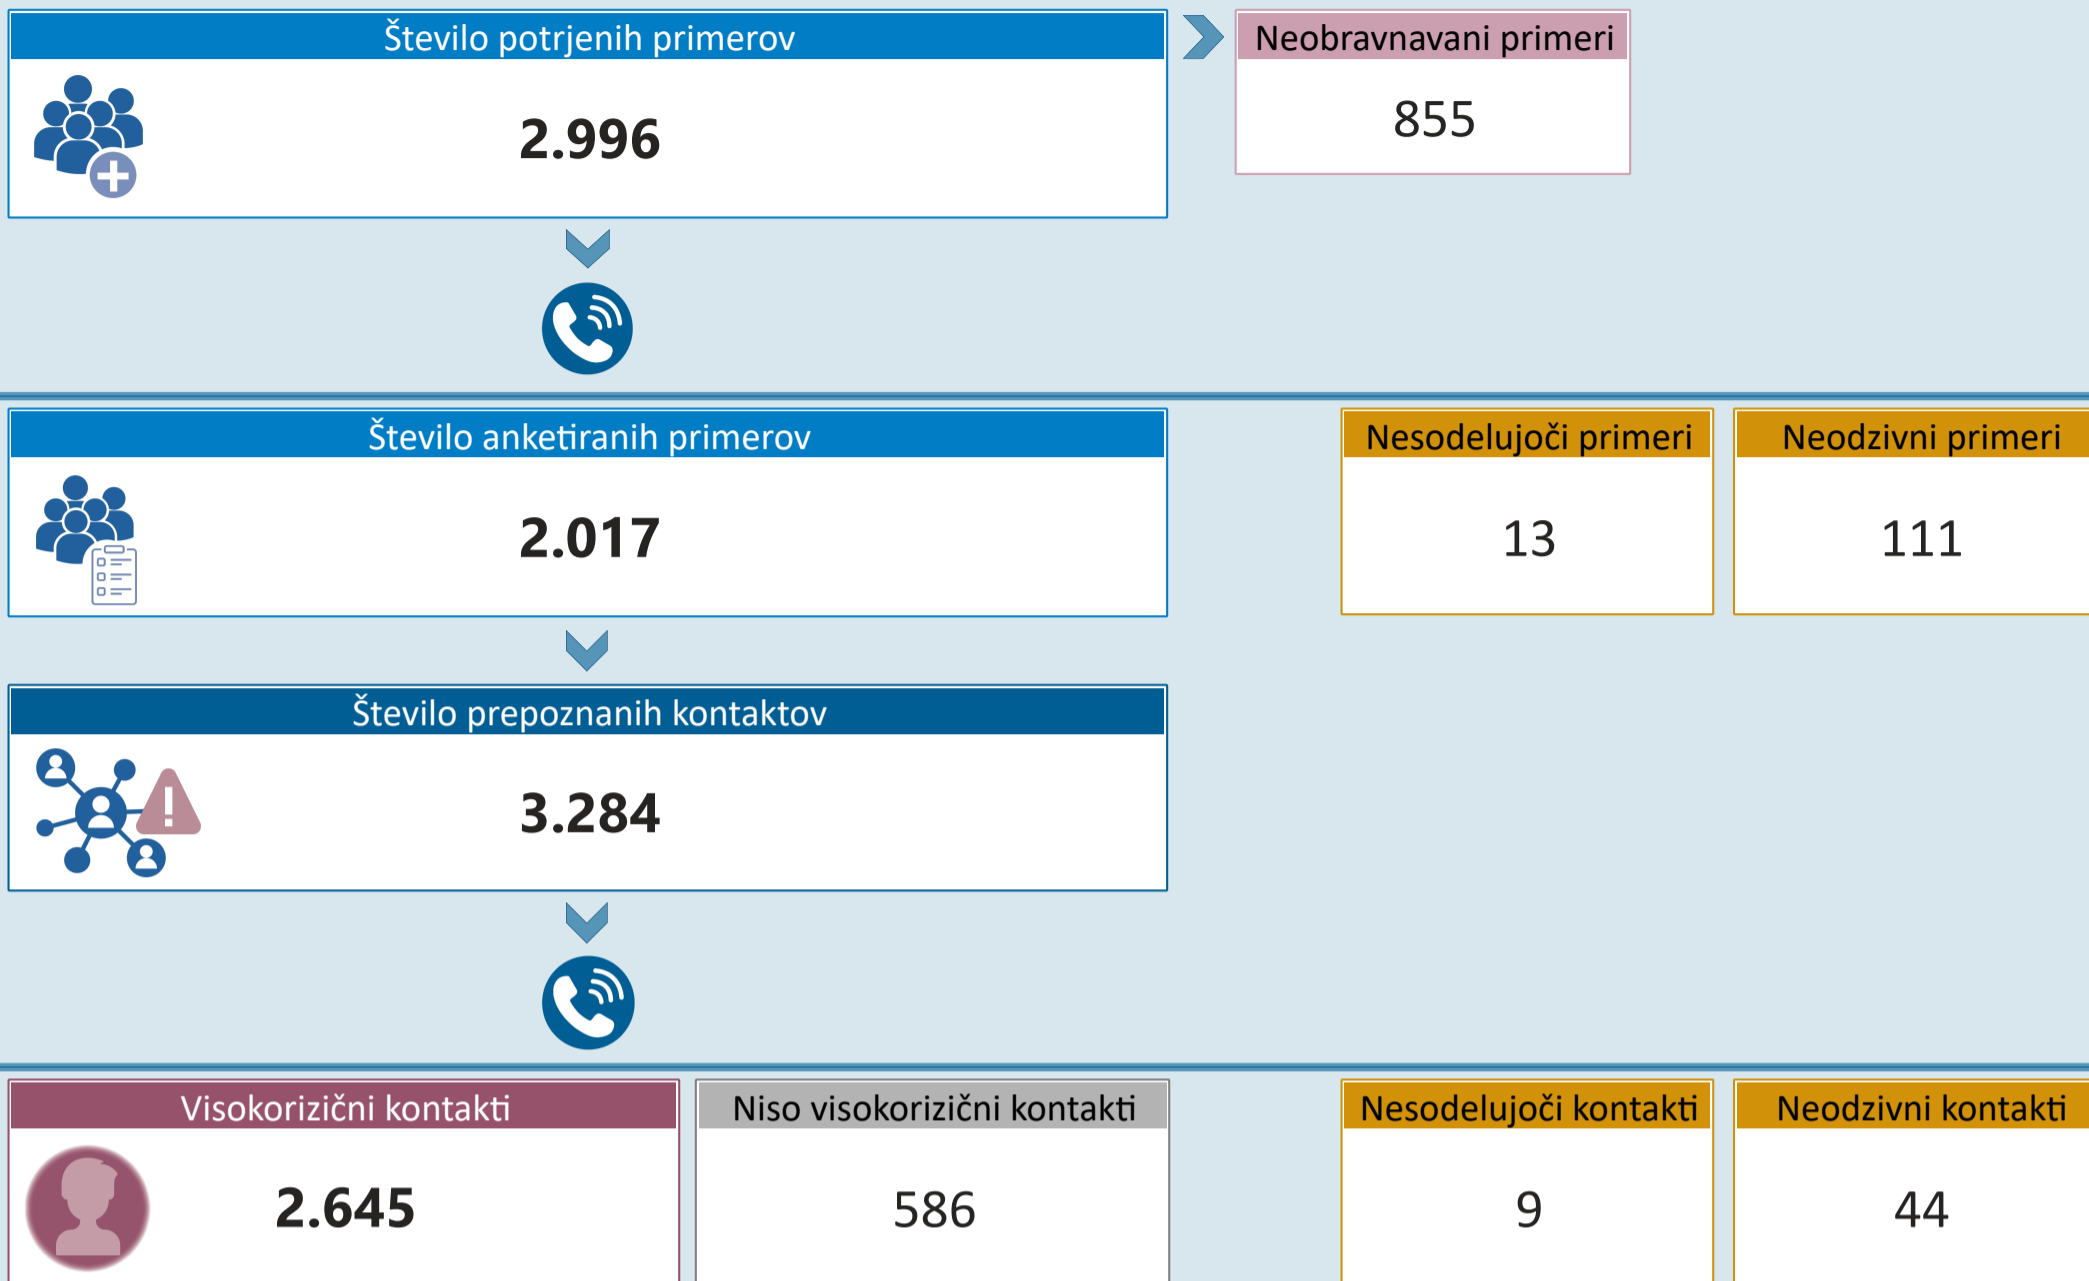 Število potrjenih primerov
2.996
Neobravnavani primeri
855
Število anketiranih primerov
2.017
Nesodelujoči primeri
13
Neodzivni primeri
111
Število prepoznanih kontaktov
3.284
Visokorizični kontakti
2.645
Niso visokorizični kontakti
586
Nesodelujoči kontakti
9
Neodzivni kontakti
44